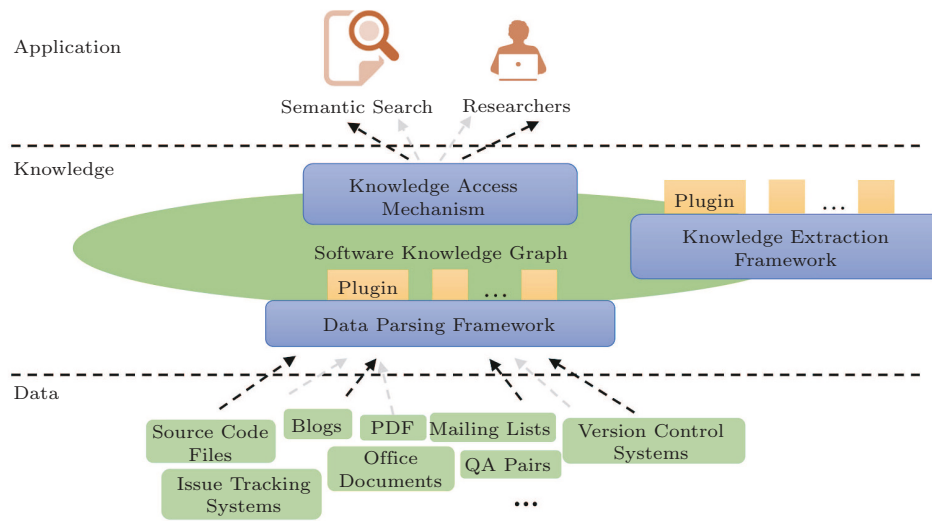 Application
Semantic Search
Researchers
Knowledge
Knowledge Access
Mechanism
Plugin
...
Knowledge Extraction
Framework
Software Knowledge Graph
Plugin
...
Data Parsing Framework
Data
Source Code
Files
Blogs
PDF
Mailing Lists
Version Control
Systems
Issue Tracking
Systems
Office
Documents
QA Pairs
...